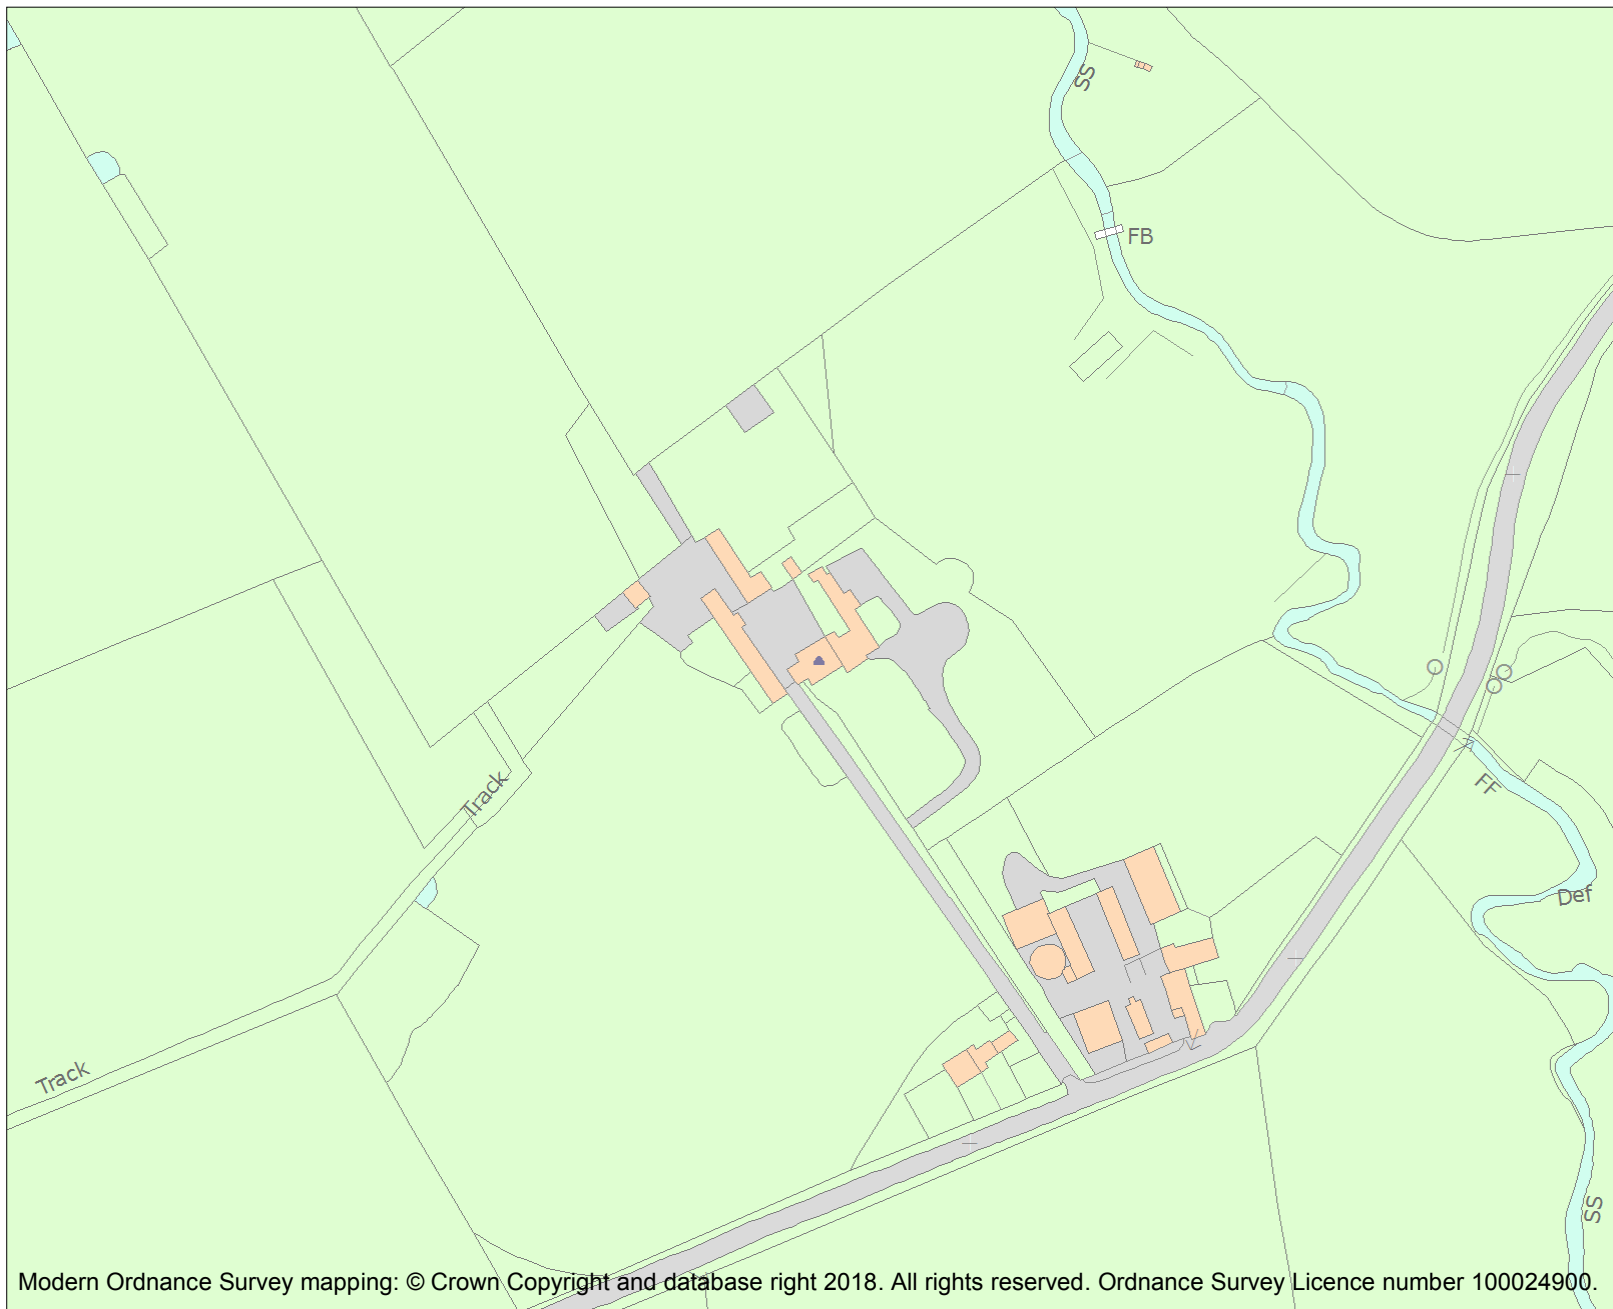 SS
FB
Track
FF
Def
Track
SS
Modern Ordnance Survey mapping: © Crown Copyright and database right 2018. All rights reserved. Ordnance Survey Licence number 100024900.